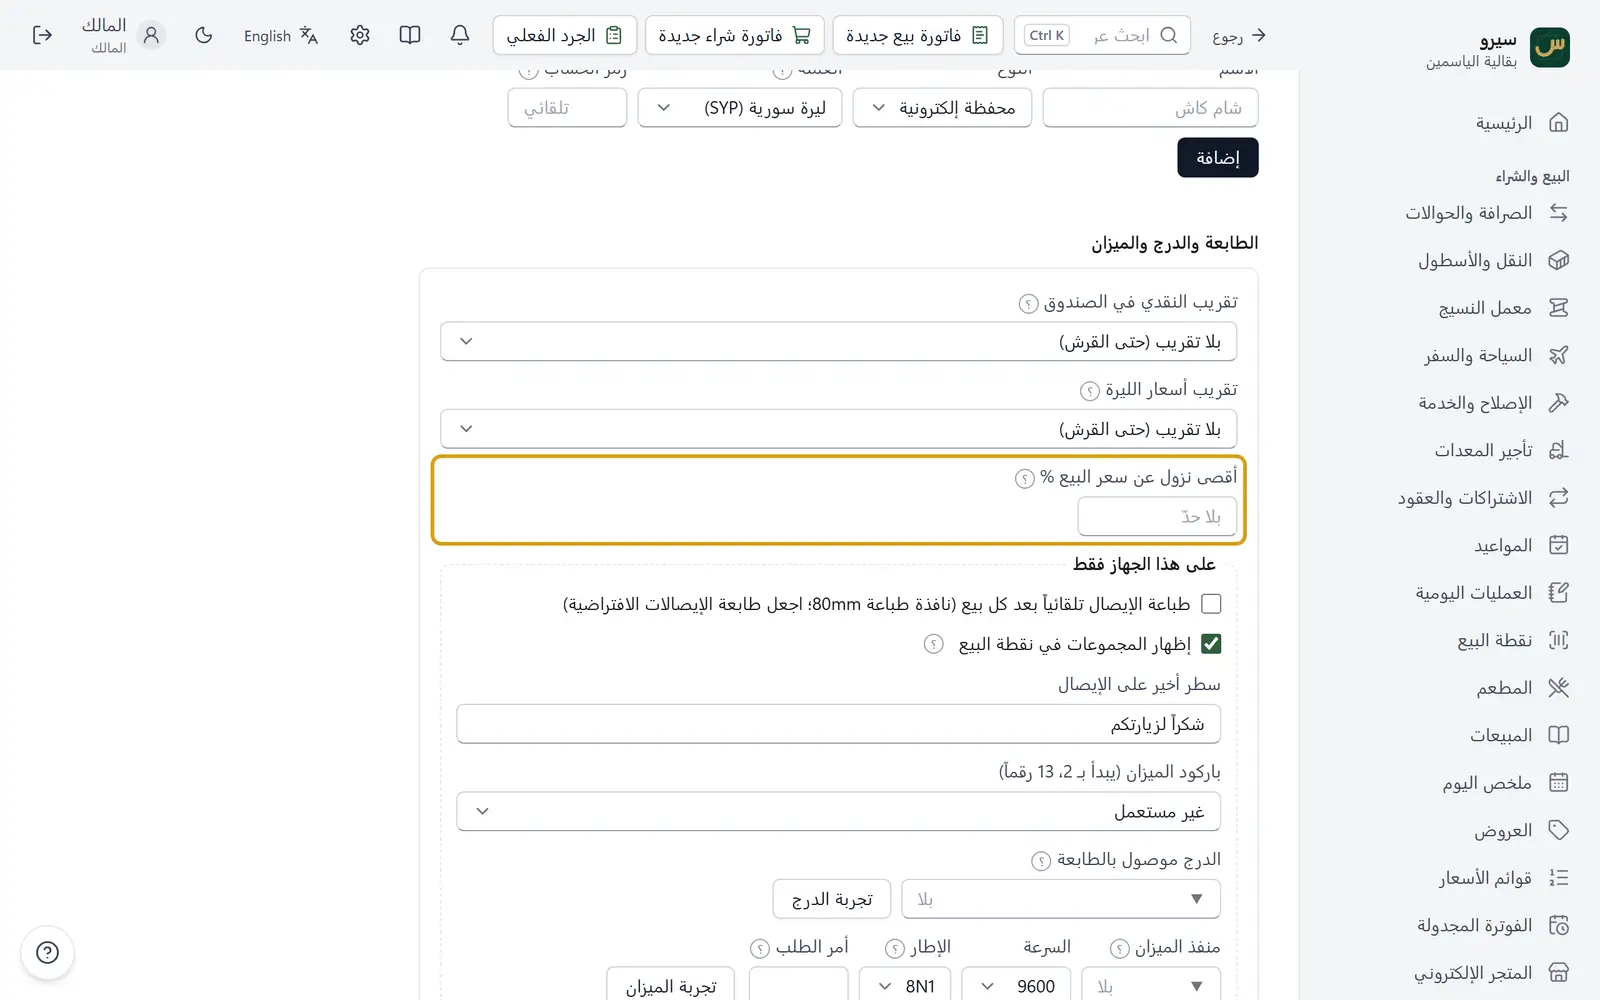 سيرو
بقالية الياسمين
رجوع
ابحث عر
Ctrl K
فاتورة بيع جديدة
فاتورة شراء جديدة
الجرد الفعلي
English
المالك
المالك
الرئيسية
البيع والشراء
الصرافة والحوالات
النقل والأسطول
معمل النسيج
السياحة والسفر
الإصلاح والخدمة
تأجير المعدات
الاشتراكات والعقود
المواعيد
العمليات اليومية
نقطة البيع
المطعم
المبيعات
ملخص اليوم
العروض
قوائم الأسعار
الفوترة المجدولة
المتجر الإلكتروني
الاسم
النوع
العملة
رمز الحساب
شام كاش
محفظة إلكترونية
ليرة سورية (SYP)
تلقائي
إضافة
الطابعة والدرج والميزان
تقريب النقدي في الصندوق
بلا تقريب (حتى القرش)
تقريب أسعار الليرة
بلا تقريب (حتى القرش)
أقصى نزول عن سعر البيع %
بلا حدّ
على هذا الجهاز فقط
طباعة الإيصال تلقائياً بعد كل بيع (نافذة طباعة 80mm؛ اجعل طابعة الإيصالات الافتراضية)
إظهار المجموعات في نقطة البيع
سطر أخير على الإيصال
شكراً لزيارتكم
باركود الميزان (يبدأ بـ 2، 13 رقماً)
غير مستعمل
الدرج موصول بالطابعة
بلا
تجربة الدرج
منفذ الميزان
السرعة
الإطار
أمر الطلب
بلا
9600
8N1
تجربة الميزان